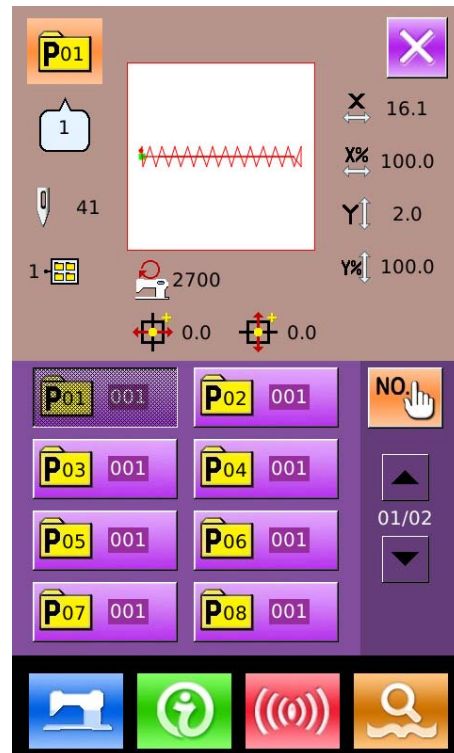 P01
1
X 16.1
X% 100.0
41
Y 2.0
1-
2700
Y% 100.0
0.0 0.0
P01 001 P02 001
NO.
P03 001 P04 001
01/02
P05 001 P06 001
P07 001 P08 001